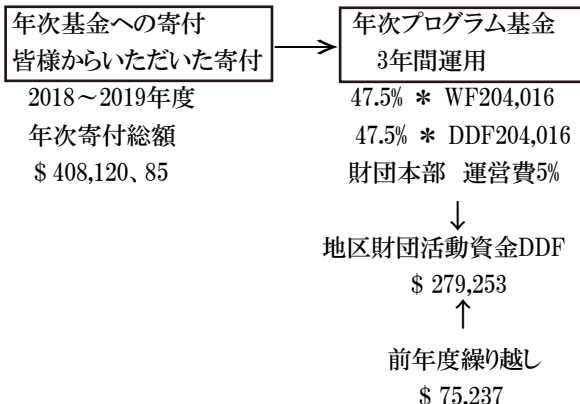 年次基金への寄付
皆様からいただいた寄付
2018～2019年度
年次寄付総額
$ 408,120、85
年次プログラム基金
3年間運用
47.5% * WF204,016
47.5% * DDF204,016
財団本部 運営費5%
↓
地区財団活動資金DDF
$ 279,253
↑
前年度繰り越し
$ 75,237